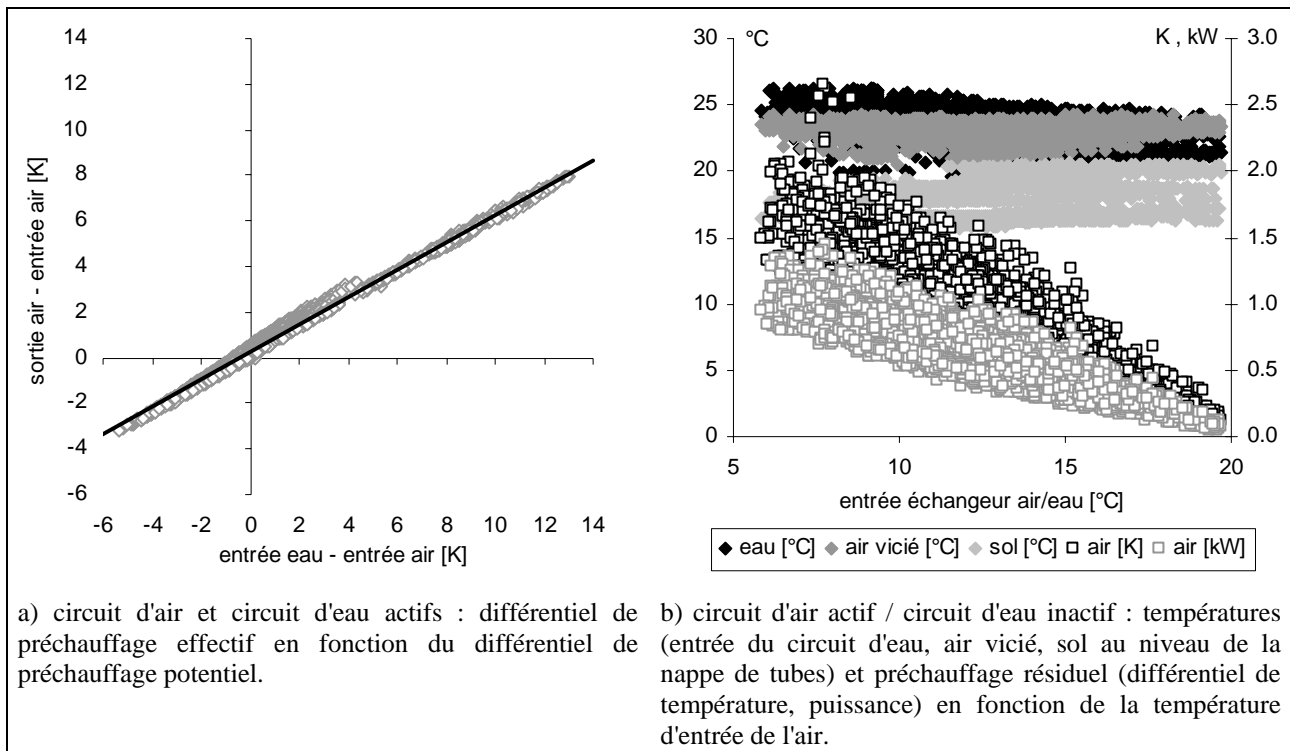 14
12
10
8
6
4
2
0
-2
-4
-6
-6 -4 -2 0 2 4 6 8 10 12 14
sortie air - entrée air [K]
entrée eau - entrée air [K]
°C
K , kW
30
25
20
15
10
5
0
3.0
2.5
2.0
1.5
1.0
0.5
0.0
5 10 15 20
entrée échangeur air/eau [°C]
eau [°C] air vicié [°C] sol [°C] air [K] air [kW]
a) circuit d'air et circuit d'eau actifs : différentiel de
préchauffage effectif en fonction du différentiel de
préchauffage potentiel.
b) circuit d'air actif / circuit d'eau inactif : températures
(entrée du circuit d'eau, air vicié, sol au niveau de la
nappe de tubes) et préchauffage résiduel (différentiel de
température, puissance) en fonction de la température
d'entrée de l'air.